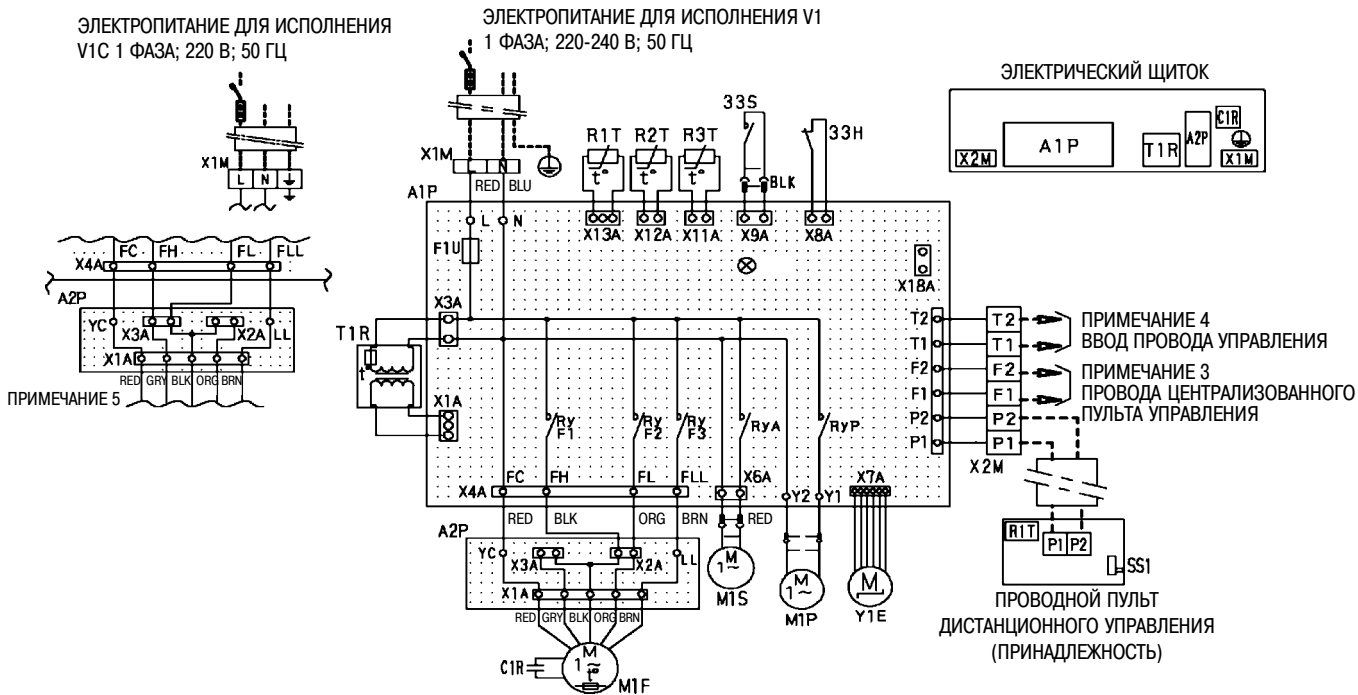 ЭЛЕКТРОПИТАНИЕ ДЛЯ ИСПОЛНЕНИЯ
V1C 1 ФАЗА; 220 В; 50 ГЦ
ЭЛЕКТРОПИТАНИЕ ДЛЯ ИСПОЛНЕНИЯ V1
1 ФАЗА; 220-240 В; 50 ГЦ
ЭЛЕКТРИЧЕСКИЙ ЩИТОК
X2M A1P T1R A2P C1R X1M
X1M
L N
FC FH FL FLL
X4A
A2P
YC X3A X2A LL
X1A
RED GRY BLK ORG BRN
ПРИМЕЧАНИЕ 5
X1M L N
RED BLU
R1T R2T R3T 33S 33H
t° t° t°
BLK
A1P
L N
X13A X12A X11A X9A X8A
F1U
X18A
X3A
T1R
t°
X1A
RyF1 RyF2 RyF3 RyA RyP
T2 T2
T1 T1
F2 F2
F1 F1
P2 P2
P1 P1
X2M
ПРИМЕЧАНИЕ 4
ВВОД ПРОВОДА УПРАВЛЕНИЯ
ПРИМЕЧАНИЕ 3
ПРОВОДА ЦЕНТРАЛИЗОВАННОГО
ПУЛЬТА УПРАВЛЕНИЯ
FC FH FL FLL X6A X7A
X4A
Y2 Y1
RED BLK ORG BRN RED
A2P
YC X3A X2A LL
X1A
RED GRY BLK ORG BRN
M 1~ M1S
M 1~ M1P
M Y1E
C1R
M 1~ t° M1F
R1T P1 P2
SS1
ПРОВОДНОЙ ПУЛЬТ
ДИСТАНЦИОННОГО УПРАВЛЕНИЯ
(ПРИНАДЛЕЖНОСТЬ)